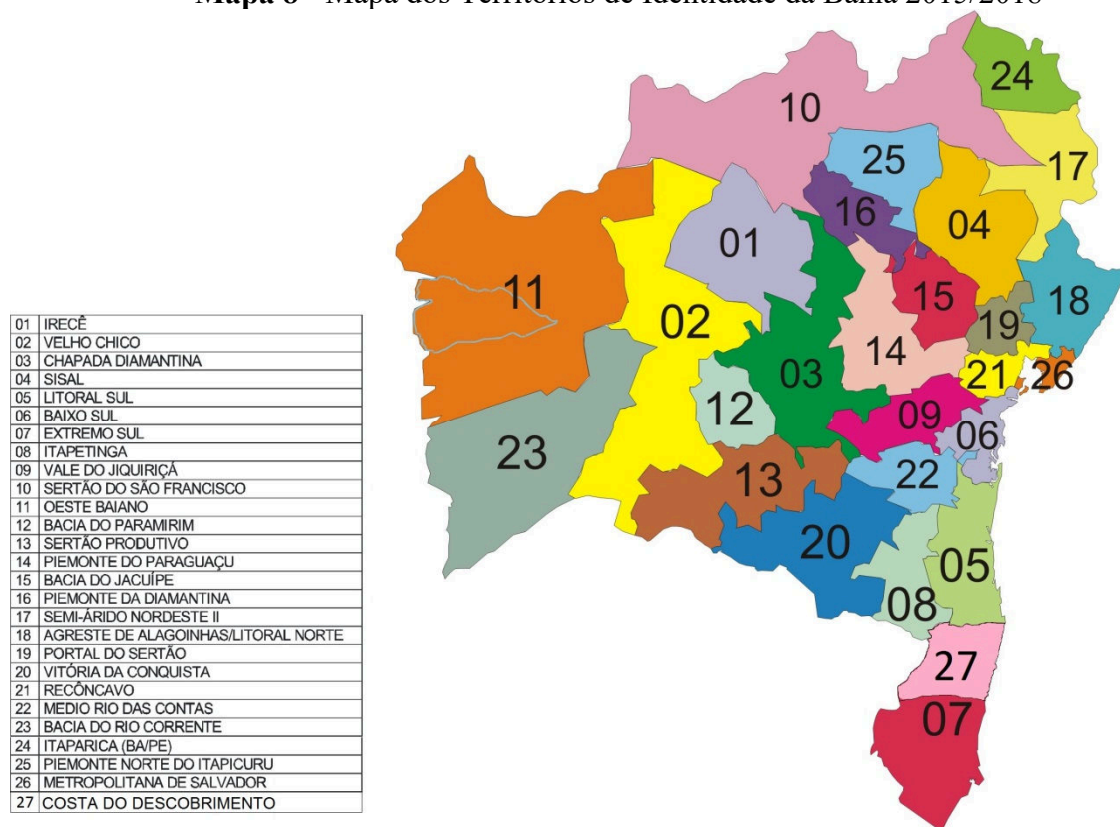 Mapa 8 - Mapa dos Territórios de Identidade da Bahia 2015/2018
24
10
25
17
16
04
01
11
15
18
02
19
14
21
26
03
12
09
06
23
13
22
20
05
08
27
07
01 IRECÊ
02 VELHO CHICO
03 CHAPADA DIAMANTINA
04 SISAL
05 LITORAL SUL
06 BAIXO SUL
07 EXTREMO SUL
08 ITAPETINGA
09 VALE DO JIQUIRIÇÁ
10 SERTÃO DO SÃO FRANCISCO
11 OESTE BAIANO
12 BACIA DO PARAMIRIM
13 SERTÃO PRODUTIVO
14 PIEMONTE DO PARAGUAÇU
15 BACIA DO JACUÍPE
16 PIEMONTE DA DIAMANTINA
17 SEMI-ÁRIDO NORDESTE II
18 AGRESTE DE ALAGOINHAS/LITORAL NORTE
19 PORTAL DO SERTÃO
20 VITÓRIA DA CONQUISTA
21 RECÔNCAVO
22 MEDIO RIO DAS CONTAS
23 BACIA DO RIO CORRENTE
24 ITAPARICA (BA/PE)
25 PIEMONTE NORTE DO ITAPICURU
26 METROPOLITANA DE SALVADOR
27 COSTA DO DESCOBRIMENTO